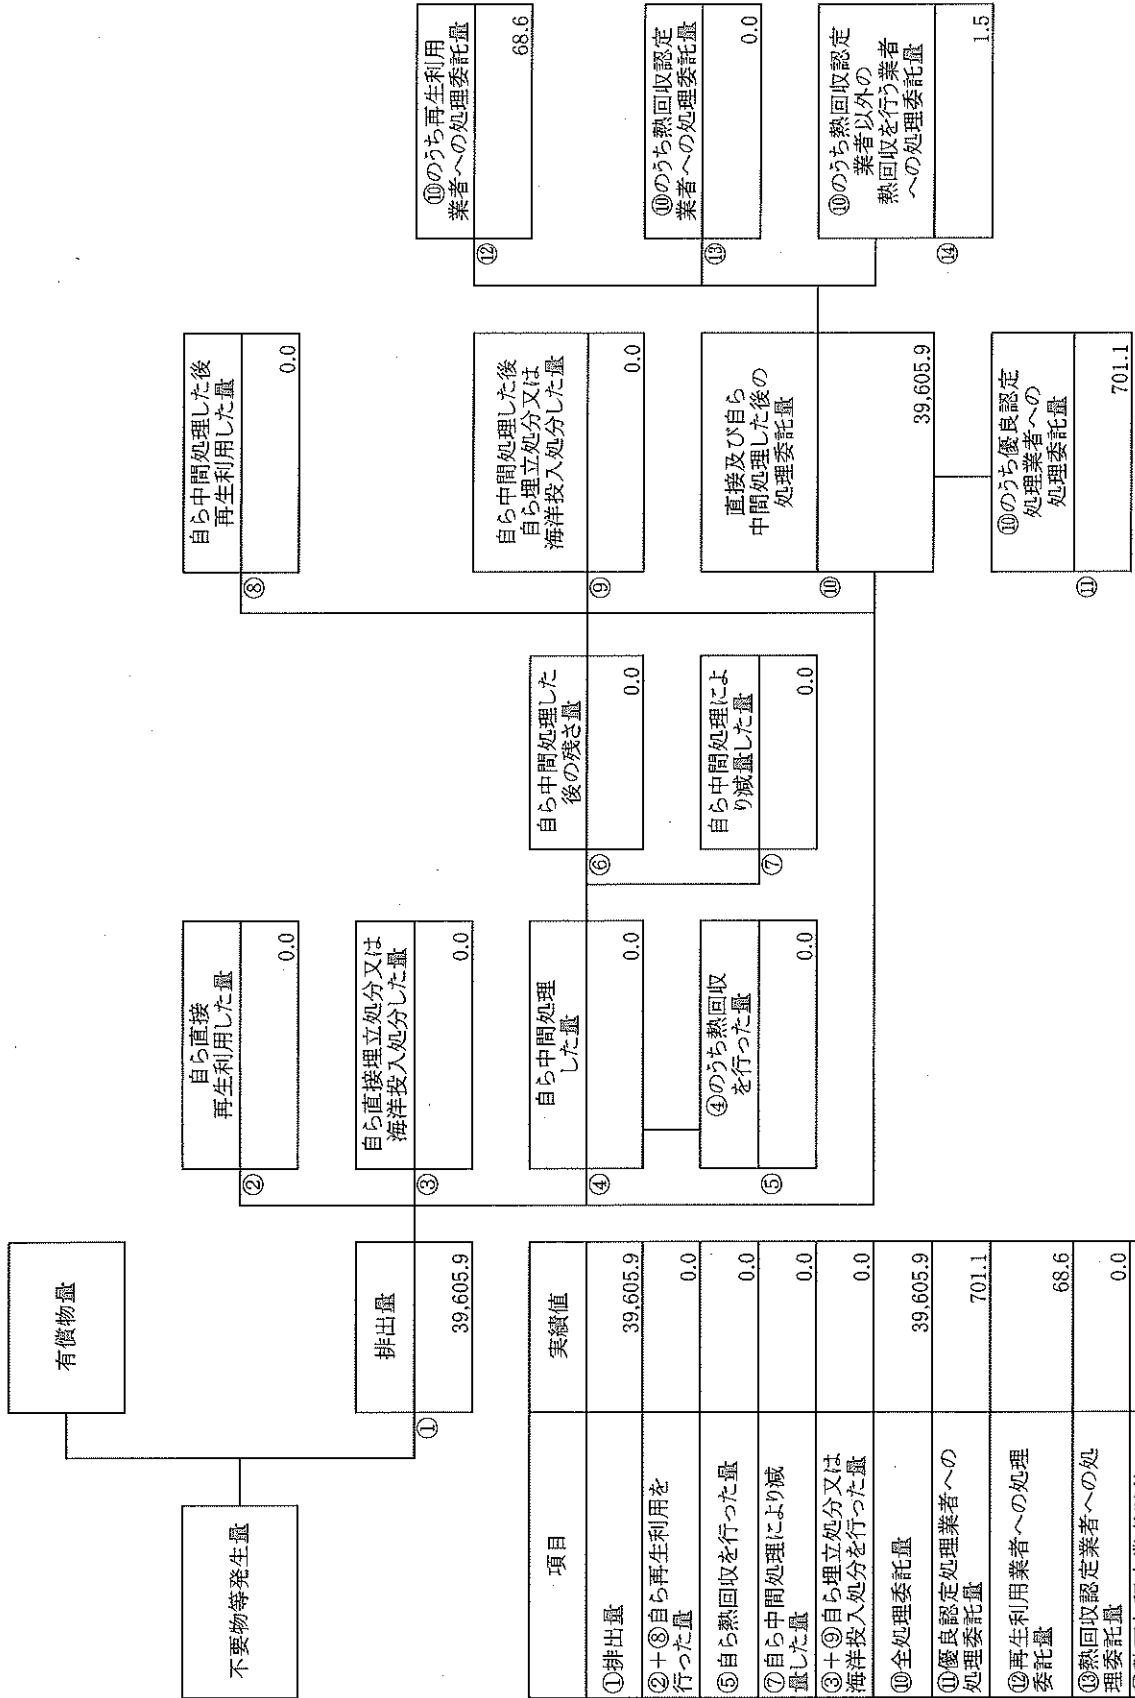 不要物等発生量
有償物量
排出量
①
39,605.9
自ら直接
再生利用した量
②
0.0
自ら直接埋立処分又は
海洋投入処分した量
③
0.0
自ら中間処理
した量
④
0.0
④のうち熱回収
を行った量
⑤
0.0
自ら中間処理した
後の残さ量
⑥
0.0
自ら中間処理によ
り減量した量
⑦
0.0
自ら中間処理した後
再生利用した量
⑧
0.0
自ら中間処理した後
自ら埋立処分又は
海洋投入処分した量
⑨
0.0
直接及び自ら
中間処理した後の
処理委託量
⑩
39,605.9
⑩のうち優良認定
処理業者への
処理委託量
⑪
701.1
⑩のうち再生利用
業者への処理委託量
⑫
68.6
⑩のうち熱回収認定
業者への処理委託量
⑬
0.0
⑩のうち熱回収認定
業者以外の
熱回収を行う業者
への処理委託量
⑭
1.5
項目 実績値
①排出量 39,605.9
②+⑧自ら再生利用を
行った量 0.0
⑤自ら熱回収を行った量 0.0
⑦自ら中間処理により減
量した量 0.0
③+⑨自ら埋立処分又は
海洋投入処分を行った量 0.0
⑩全処理委託量 39,605.9
⑪優良認定処理業者への
処理委託量 701.1
⑫再生利用業者への処理
委託量 68.6
⑬熱回収認定業者への処
理委託量 0.0